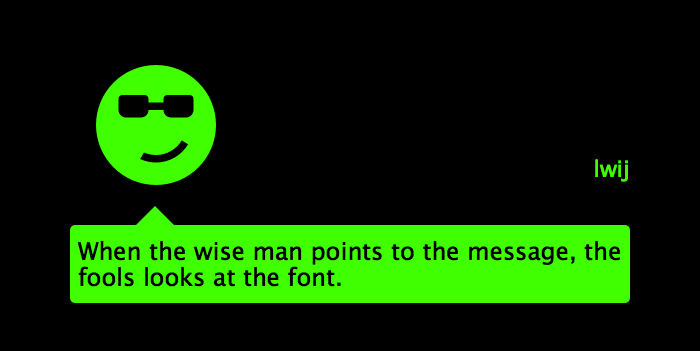 lwij
When the wise man points to the message, the
fools looks at the font.